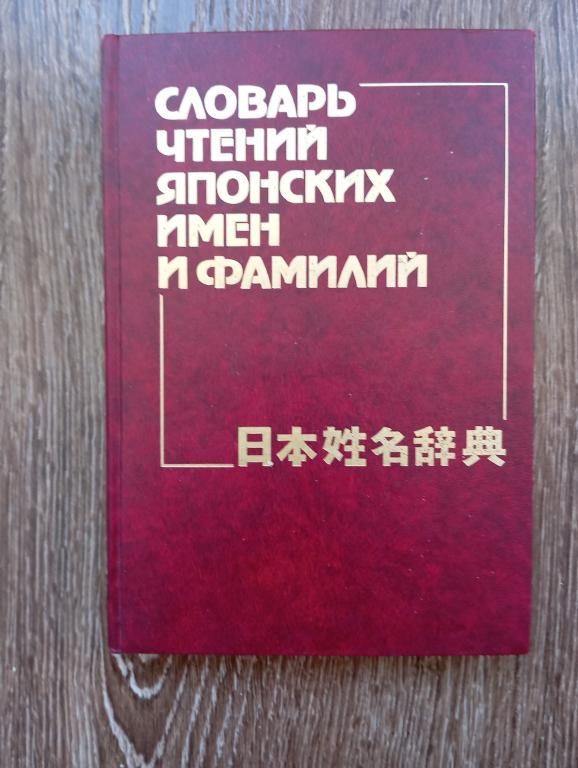 СЛОВАРЬ
ЧТЕНИЙ
ЯПОНСКИХ
ИМЕН
И ФАМИЛИЙ
日本姓名辞典